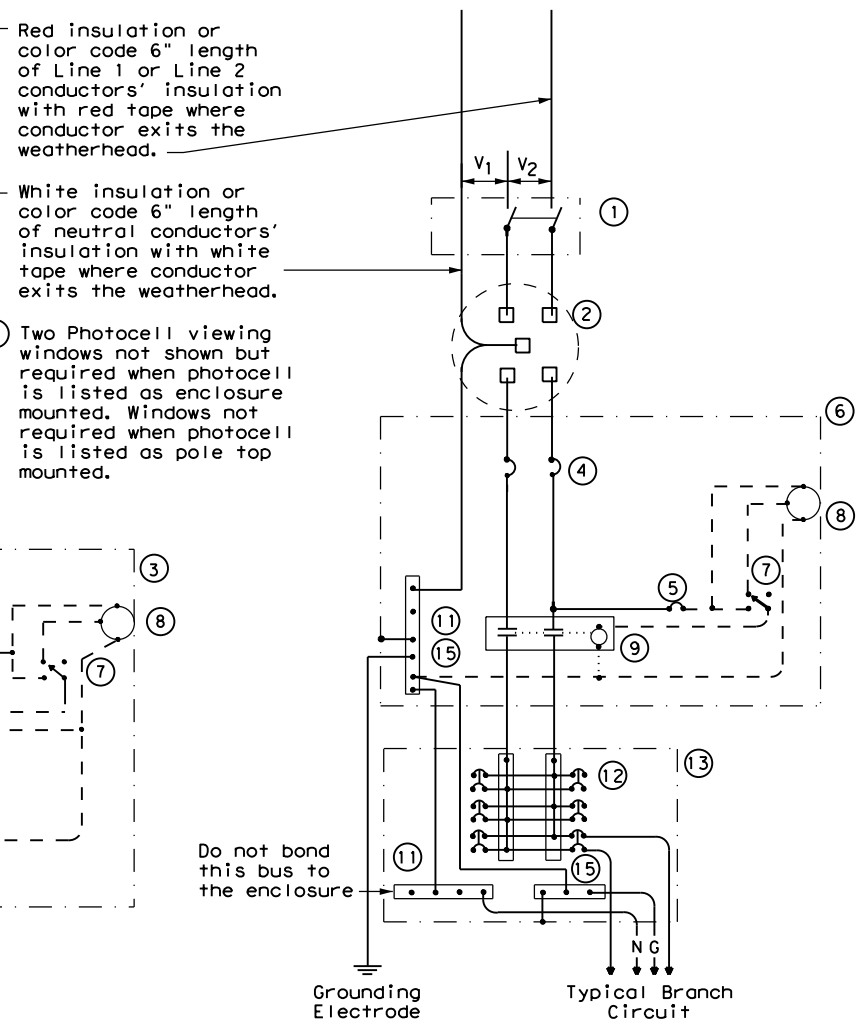 Red insulation or
color code 6" length
of Line 1 or Line 2
conductors' insulation
with red tape where
conductor exits the
weatherhead.
White insulation or
color code 6" length
of neutral conductors'
insulation with white
tape where conductor
exits the weatherhead.
Two Photocell viewing
windows not shown but
required when photocell
is listed as enclosure
mounted. Windows not
required when photocell
is listed as pole top
mounted.
V1 V2
1
2
6
4
8
5
7
11
15
9
3
8
7
12
13
11
15
Do not bond
this bus to
the enclosure
N G
Grounding
Electrode
Typical Branch
Circuit